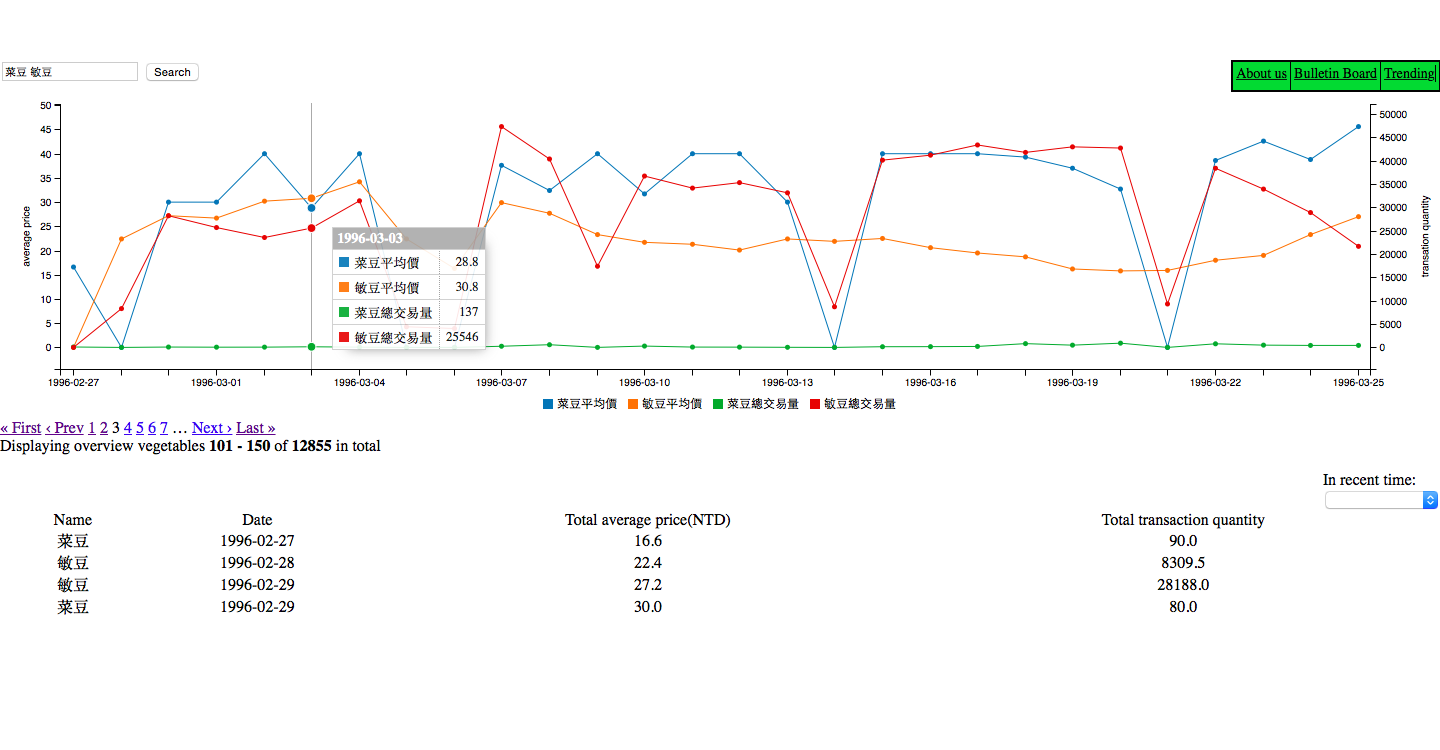 菜豆 敏豆 Search About us Bulletin Board Trending
50 50000
45 45000
40 40000
35 35000
30 30000
25 25000
20 20000
15 15000
10 10000
5 5000
0 0
average price
transation quantity
1996-03-03
菜豆平均價 28.8
敏豆平均價 30.8
菜豆總交易量 137
敏豆總交易量 25546
1996-02-27 1996-03-01 1996-03-04 1996-03-07 1996-03-10 1996-03-13 1996-03-16 1996-03-19 1996-03-22 1996-03-25
菜豆平均價 敏豆平均價 菜豆總交易量 敏豆總交易量
« First ‹ Prev 1 2 3 4 5 6 7 … Next › Last »
Displaying overview vegetables 101 - 150 of 12855 in total
In recent time:
Name Date Total average price(NTD) Total transaction quantity
菜豆 1996-02-27 16.6 90.0
敏豆 1996-02-28 22.4 8309.5
敏豆 1996-02-29 27.2 28188.0
菜豆 1996-02-29 30.0 80.0